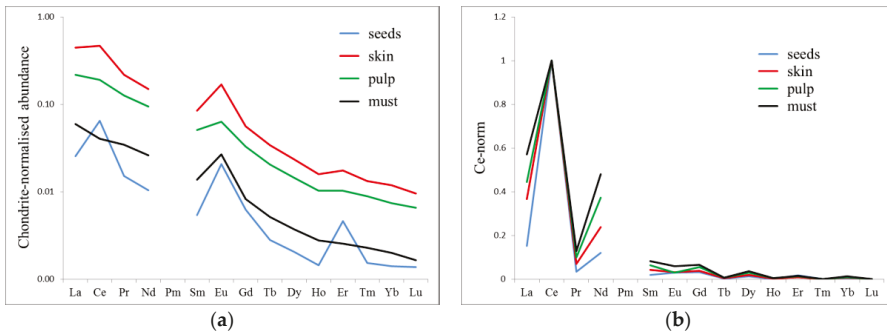 Chondrite-normalised abundance
1.00
0.10
0.01
0.00
seeds
skin
pulp
must
La Ce Pr Nd Pm Sm Eu Gd Tb Dy Ho Er Tm Yb Lu
(a)
Ce-norm
1.2
1
0.8
0.6
0.4
0.2
0
seeds
skin
pulp
must
La Ce Pr Nd Pm Sm Eu Gd Tb Dy Ho Er Tm Yb Lu
(b)